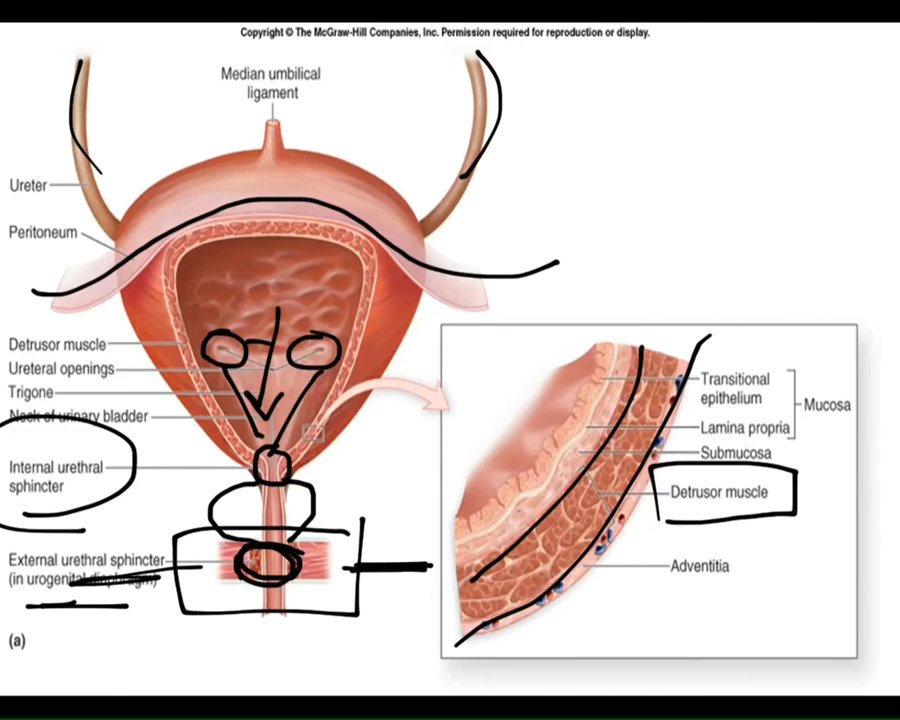 Copyright © The McGraw-Hill Companies, Inc. Permission required for reproduction or display.
Median umbilical
ligament
Ureter
Peritoneum
Detrusor muscle
Ureteral openings
Trigone
Neck of urinary bladder
Internal urethral
sphincter
External urethral sphincter
(in urogenital diaphragm)
(a)
Transitional
epithelium
Mucosa
Lamina propria
Submucosa
Detrusor muscle
Adventitia